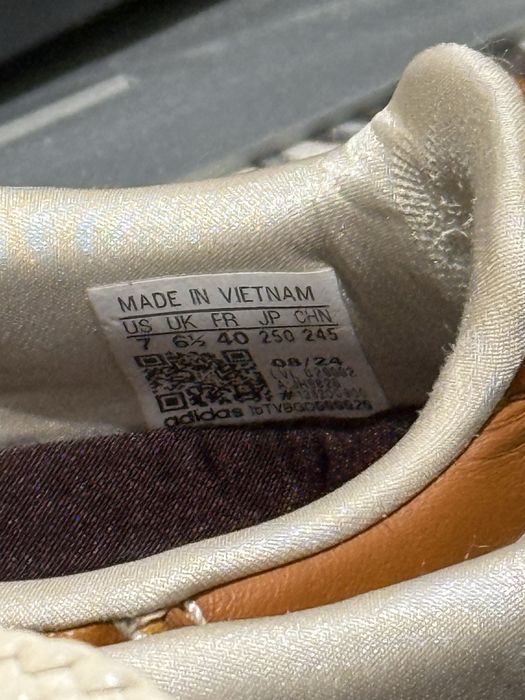 MADE IN VIETNAM
US UK FR JP CHN
7 6½ 40 250 245
08/24
adidas